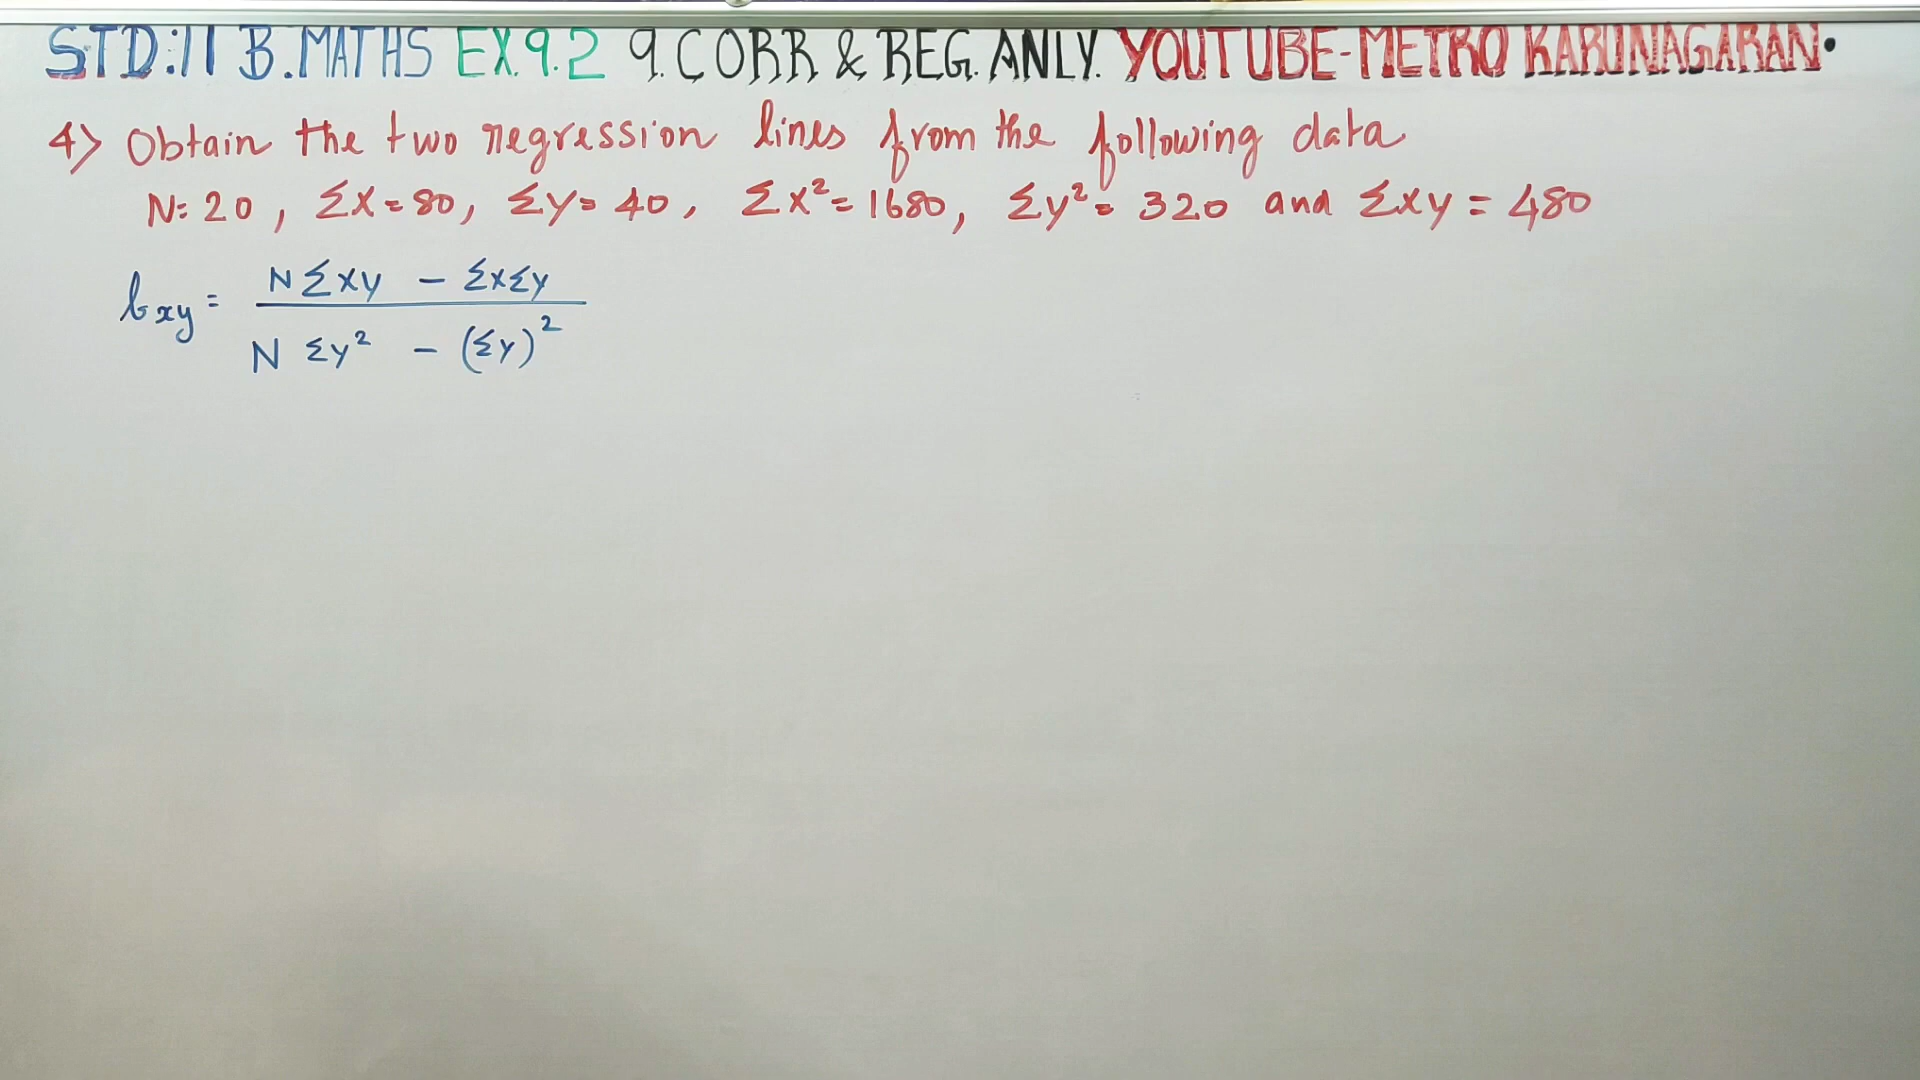 STD:11 B.MATHS EX.9.2 9.CORR & REG. ANLY. YOUTUBE-METRO KARUNAGARAN.
4) Obtain the two regression lines from the following data
N=20, Σx=80, Σy=40, Σx²=1680, Σy²=320 and Σxy=480
bxy = NΣxy - ΣxΣy
NΣy² - (Σy)²